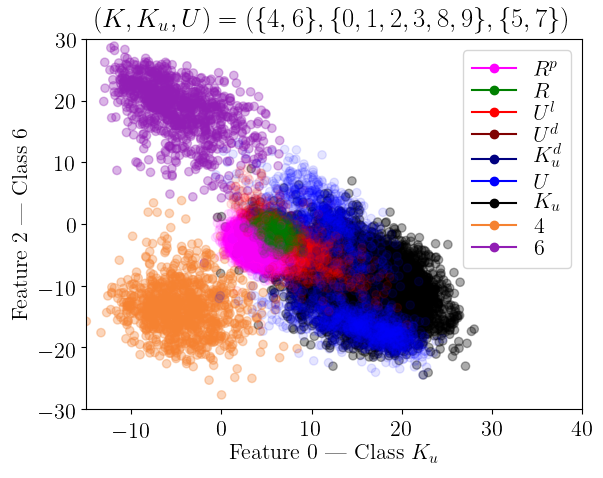 (K, K_u, U) = ({4, 6}, {0, 1, 2, 3, 8, 9}, {5, 7})
30
20
10
0
−10
−20
−30
Feature 2 — Class 6
R^p
R
U^l
U^d
K_u^d
U
K_u
4
6
−10
0
10
20
30
40
Feature 0 — Class K_u